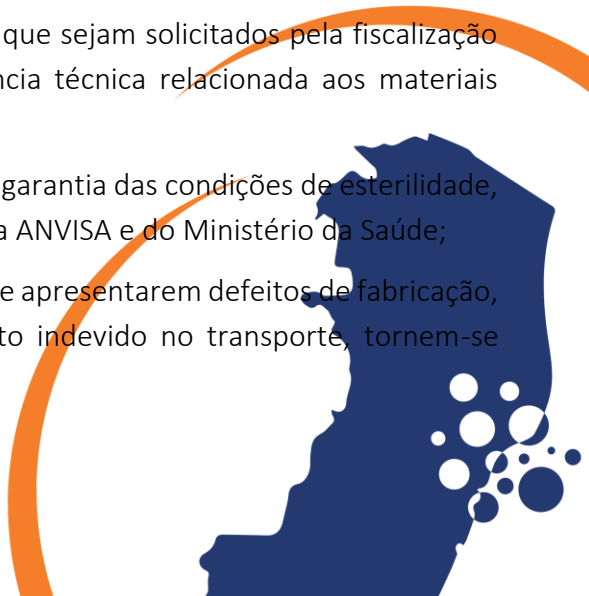 que sejam solicitados pela fiscalização
ncia técnica relacionada aos materiais
garantia das condições de esterilidade,
a ANVISA e do Ministério da Saúde;
e apresentarem defeitos de fabricação,
to indevido no transporte, tornem-se